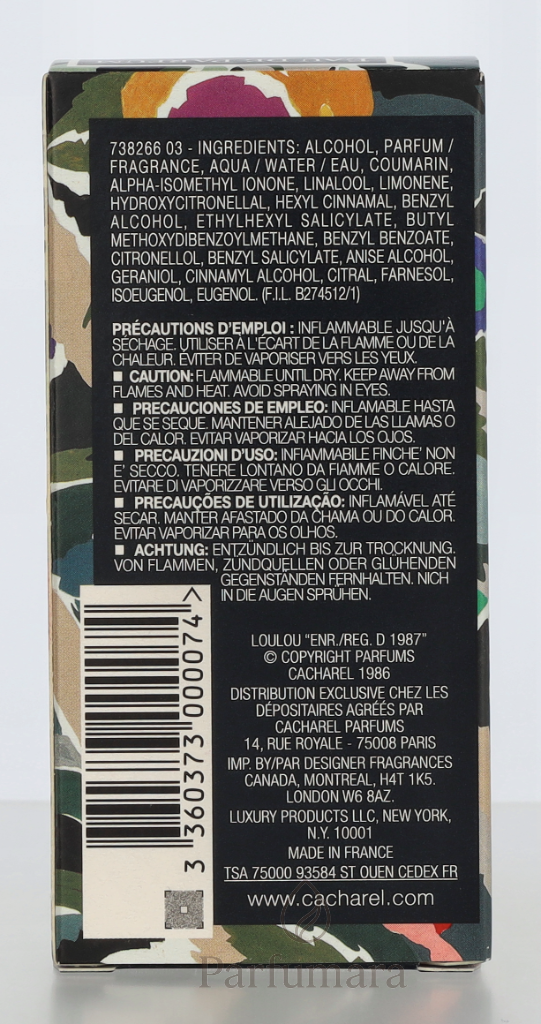 738266 03 - INGREDIENTS: ALCOHOL, PARFUM /
FRAGRANCE, AQUA / WATER / EAU, COUMARIN,
ALPHA-ISOMETHYL IONONE, LINALOOL, LIMONENE,
HYDROXYCITRONELLAL, HEXYL CINNAMAL, BENZYL
ALCOHOL, ETHYLHEXYL SALICYLATE, BUTYL
METHOXYDIBENZOYLMETHANE, BENZYL BENZOATE,
CITRONELLOL, BENZYL SALICYLATE, ANISE ALCOHOL,
GERANIOL, CINNAMYL ALCOHOL, CITRAL, FARNESOL,
ISOEUGENOL, EUGENOL. (F.I.L. B274512/1)
PRÉCAUTIONS D'EMPLOI : INFLAMMABLE JUSQU'À
SÉCHAGE. UTILISER À L'ÉCART DE LA FLAMME OU DE LA
CHALEUR. ÉVITER DE VAPORISER VERS LES YEUX.
■ CAUTION: FLAMMABLE UNTIL DRY. KEEP AWAY FROM
FLAMES AND HEAT. AVOID SPRAYING IN EYES.
■ PRECAUCIONES DE EMPLEO: INFLAMABLE HASTA
QUE SE SEQUE. MANTENER ALEJADO DE LAS LLAMAS O
DEL CALOR. EVITAR VAPORIZAR HACIA LOS OJOS.
■ PRECAUZIONI D'USO: INFIAMMABILE FINCHE' NON
E' SECCO. TENERE LONTANO DA FIAMME O CALORE.
EVITARE DI VAPORIZZARE VERSO GLI OCCHI.
■ PRECAUÇÕES DE UTILIZAÇÃO: INFLAMÁVEL ATÉ
SECAR. MANTER AFASTADO DA CHAMA OU DO CALOR.
EVITAR VAPORIZAR PARA OS OLHOS.
■ ACHTUNG: ENTZÜNDLICH BIS ZUR TROCKNUNG.
VON FLAMMEN, ZÜNDQUELLEN ODER GLÜHENDEN
GEGENSTÄNDEN FERNHALTEN. NICHT
IN DIE AUGEN SPRÜHEN.
LOULOU "ENR./REG. D 1987"
© COPYRIGHT PARFUMS
CACHAREL 1986
DISTRIBUTION EXCLUSIVE CHEZ LES
DÉPOSITAIRES AGRÉÉS PAR
CACHAREL PARFUMS
14, RUE ROYALE - 75008 PARIS
IMP. BY/PAR DESIGNER FRAGRANCES
CANADA, MONTREAL, H4T 1K5.
LONDON W6 8AZ.
LUXURY PRODUCTS LLC, NEW YORK,
N.Y. 10001
MADE IN FRANCE
TSA 75000 93584 ST OUEN CEDEX FR
www.cacharel.com
3 360373 000074 >
Parfumara